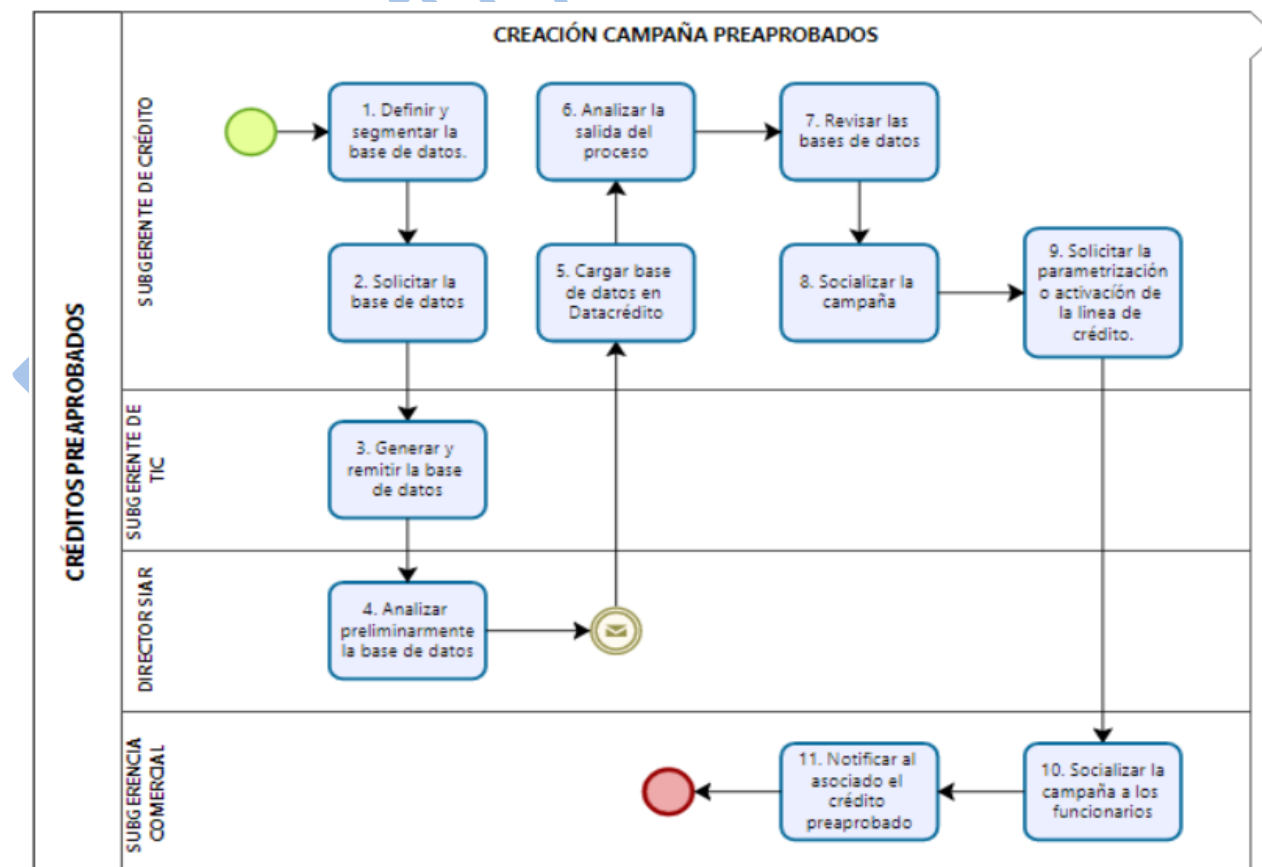 CREACIÓN CAMPAÑA PREAPROBADOS
CRÉDITOS PREAPROBADOS
SUBGERENTE DE CRÉDITO
1. Definir y
segmentar la
base de datos.
2. Solicitar la
base de datos
6. Analizar la
salida del
proceso
5. Cargar base
de datos en
Datacrédito
7. Revisar las
bases de datos
8. Socializar la
campaña
9. Solicitar la
parametrización
o activación de
la linea de
crédito.
SUBGERENTE DE
TIC
3. Generar y
remitir la base
de datos
DIRECTOR SIAR
4. Analizar
preliminarmente
la base de datos
SUBGERENCIA
COMERCIAL
11. Notificar al
asociado el
crédito
preaprobado
10. Socializar la
campaña a los
funcionarios